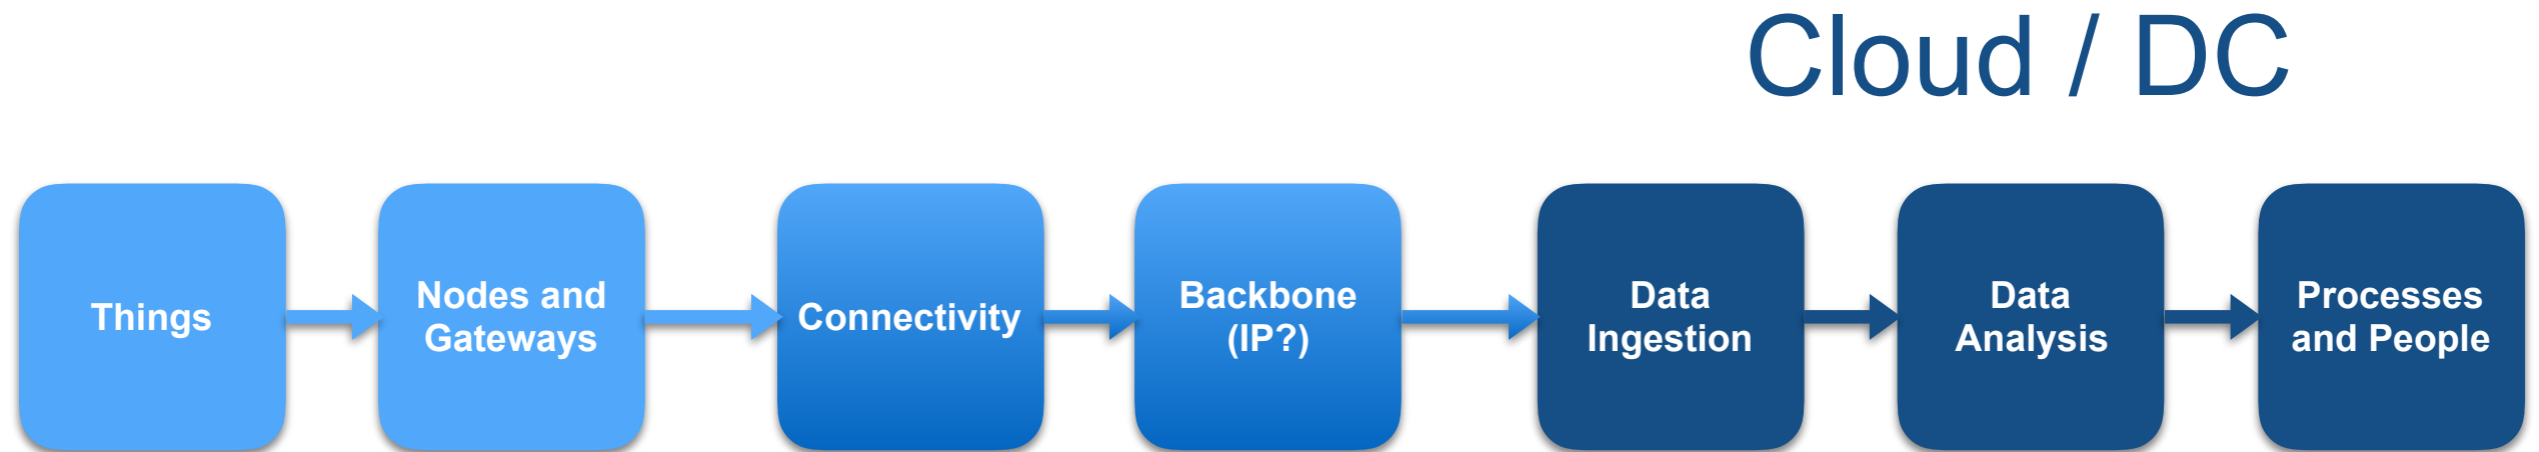 Cloud / DC
Things
Nodes and
Gateways
Connectivity
Backbone
(IP?)
Data
Ingestion
Data
Analysis
Processes
and People